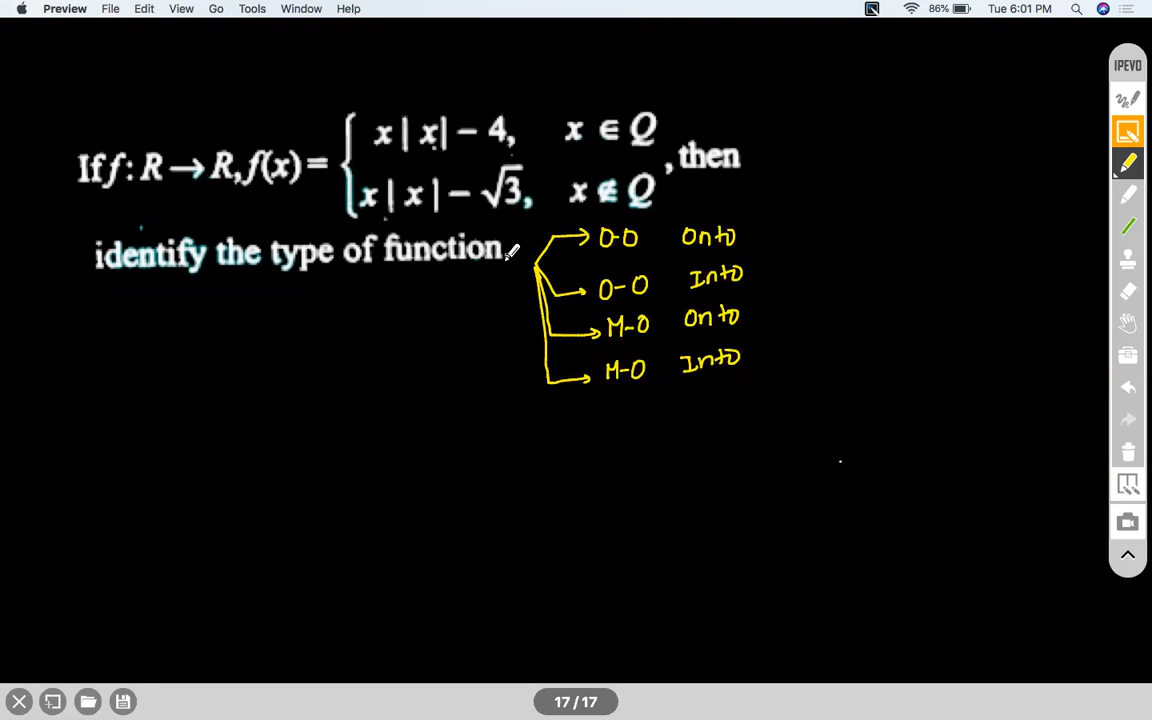 Preview File Edit View Go Tools Window Help 86% Tue 6:01 PM
IPEVO
If f : R → R, f(x) = { x | x| − 4, x ∈ Q
x | x | − √3, x ∉ Q , then
identify the type of function.
O-O Onto
O-O Into
M-O Onto
M-O Into
17/17